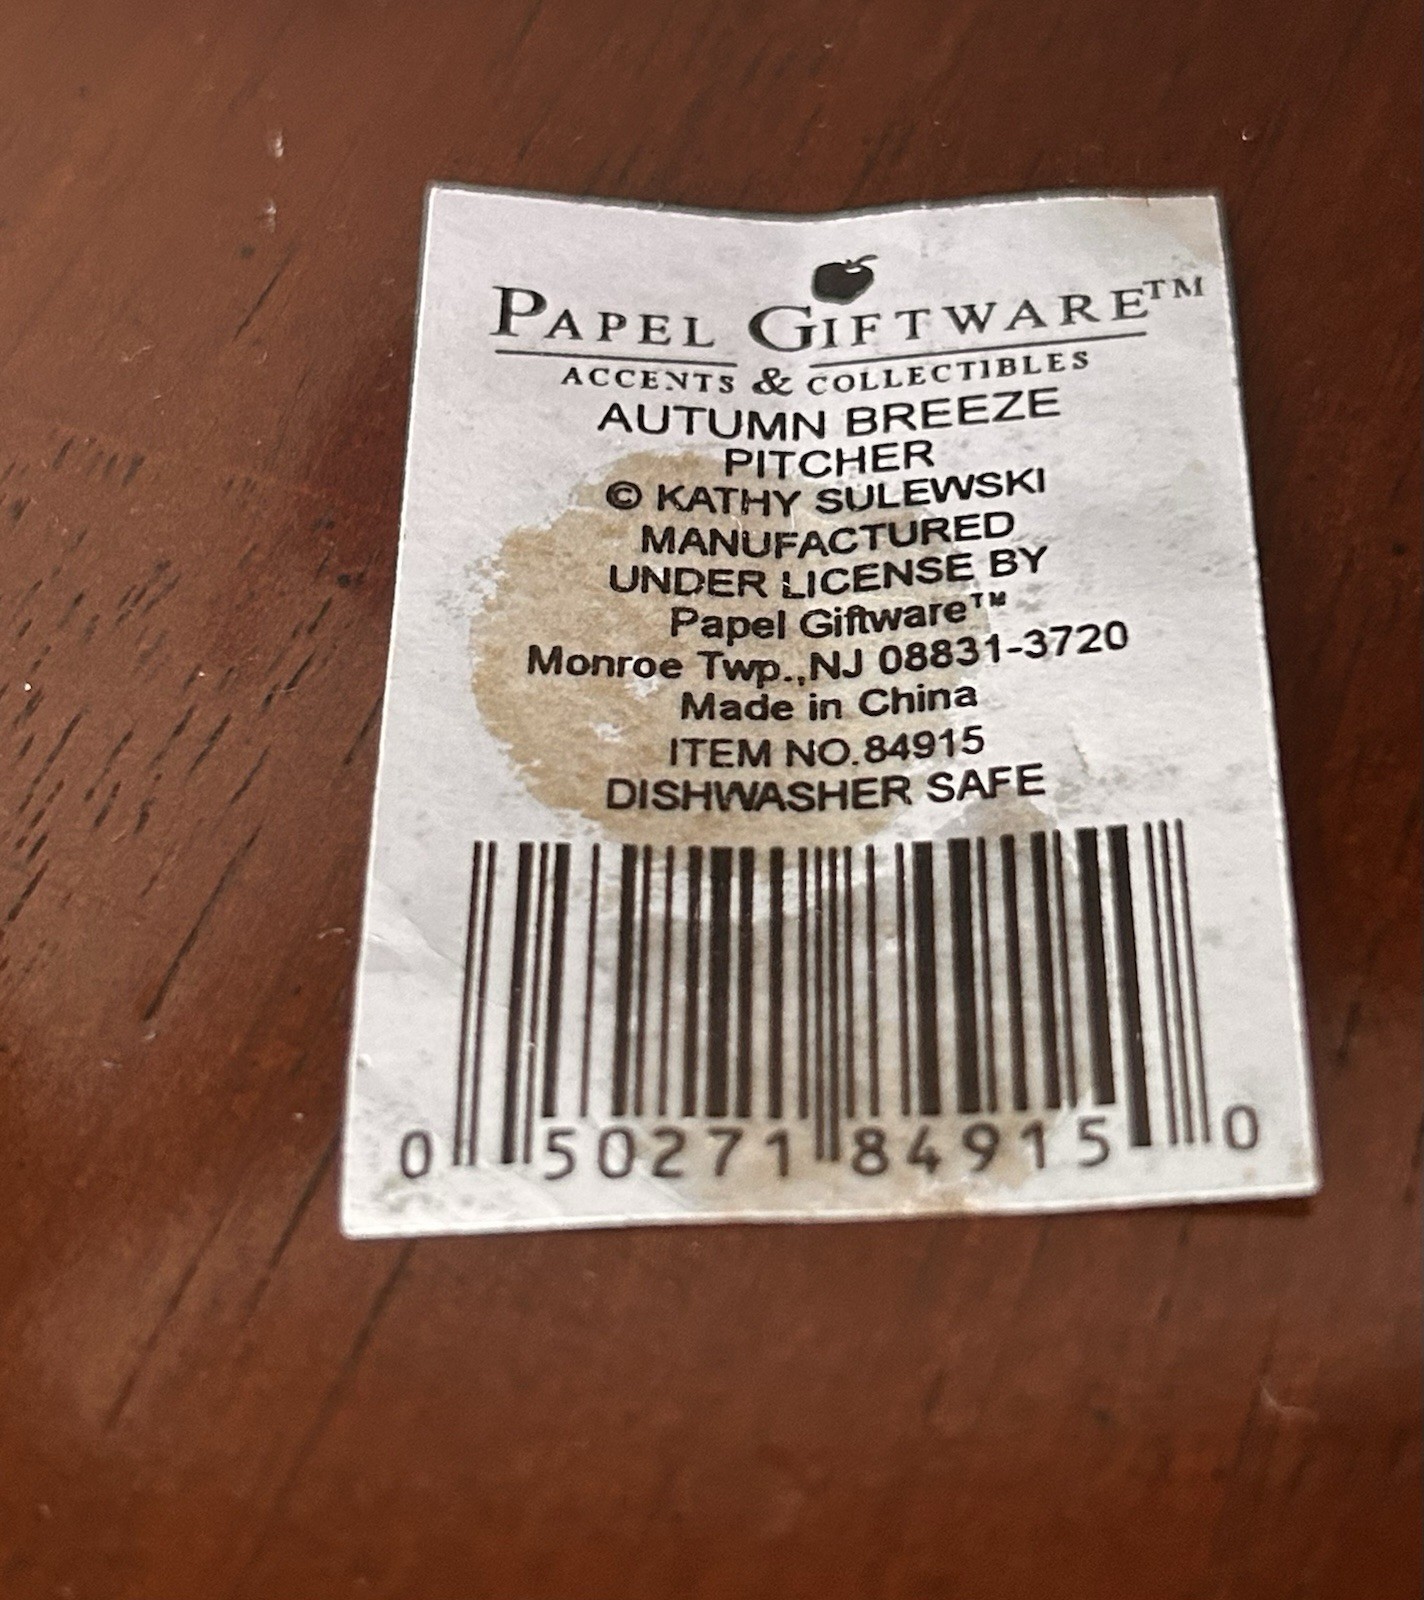 PAPEL GIFTWARE™
ACCENTS & COLLECTIBLES
AUTUMN BREEZE
PITCHER
© KATHY SULEWSKI
MANUFACTURED
UNDER LICENSE BY
Papel Giftware™
Monroe Twp.,NJ 08831-3720
Made in China
ITEM NO.84915
DISHWASHER SAFE
0 50271 84915 0